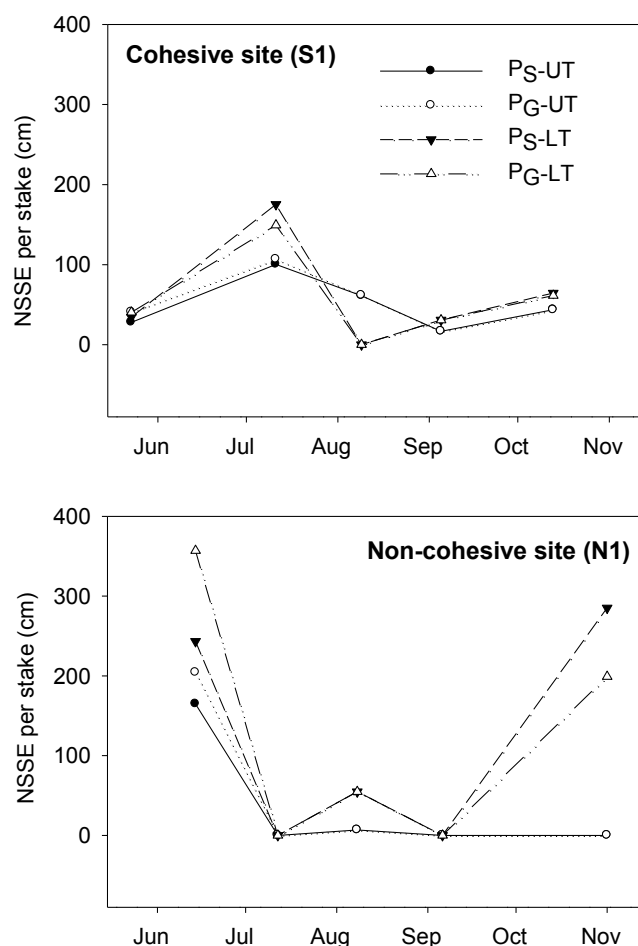 400
Cohesive site (S1)
300
200
100
0
NSSE per stake (cm)
PS-UT
PG-UT
PS-LT
PG-LT
Jun Jul Aug Sep Oct Nov
400
Non-cohesive site (N1)
300
200
100
0
NSSE per stake (cm)
Jun Jul Aug Sep Oct Nov